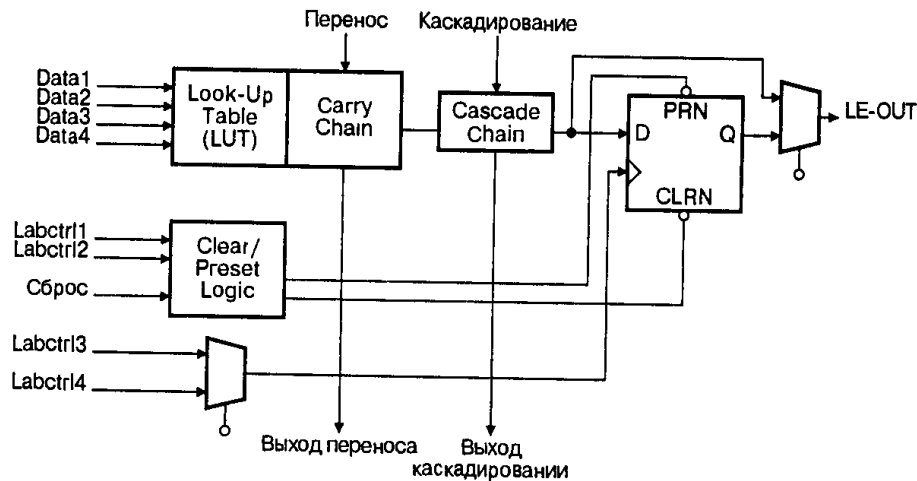 Перенос
Каскадирование
Data1
Data2
Data3
Data4
Look-Up
Table
(LUT)
Carry
Chain
Cascade
Chain
PRN
D
Q
CLRN
LE-OUT
Labctrl1
Labctrl2
Сброс
Clear/
Preset
Logic
Labctrl3
Labctrl4
Выход переноса
Выход
каскадировании